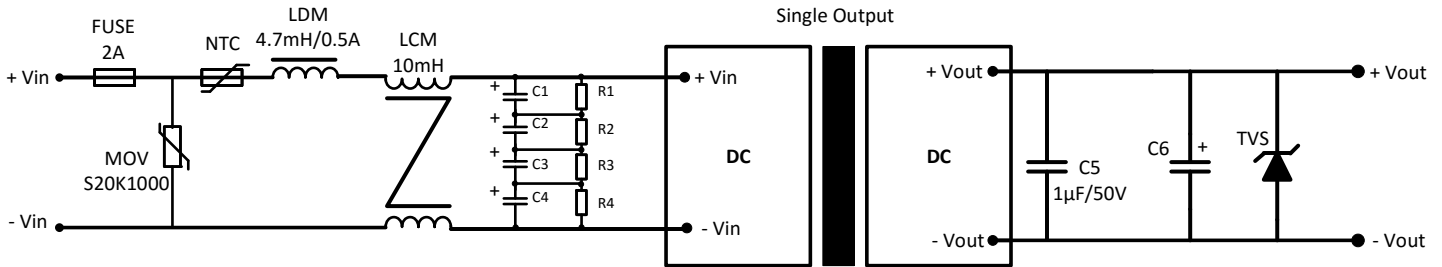 Single Output
FUSE
2A
NTC
LDM
4.7mH/0.5A
LCM
10mH
+ Vin
+ Vin
+ Vout
+ Vout
+
C1
R1
+
C2
R2
MOV
S20K1000
+
C3
R3
+
C4
R4
DC
DC
C5
1µF/50V
C6
+
TVS
- Vin
- Vin
- Vout
- Vout